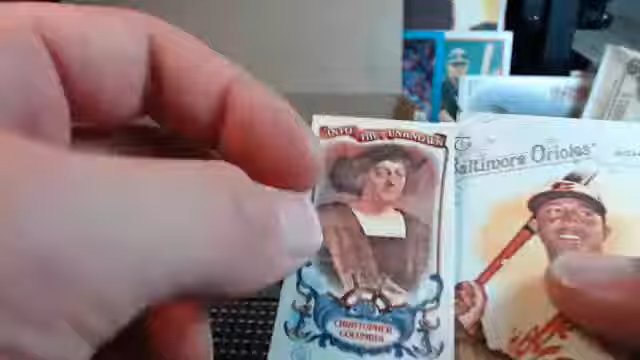 INTO THE UNKNOWN
Baltimore Orioles
CHRISTOPHER
COLUMBUS